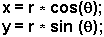 x = r * cos(θ);
y = r * sin (θ);